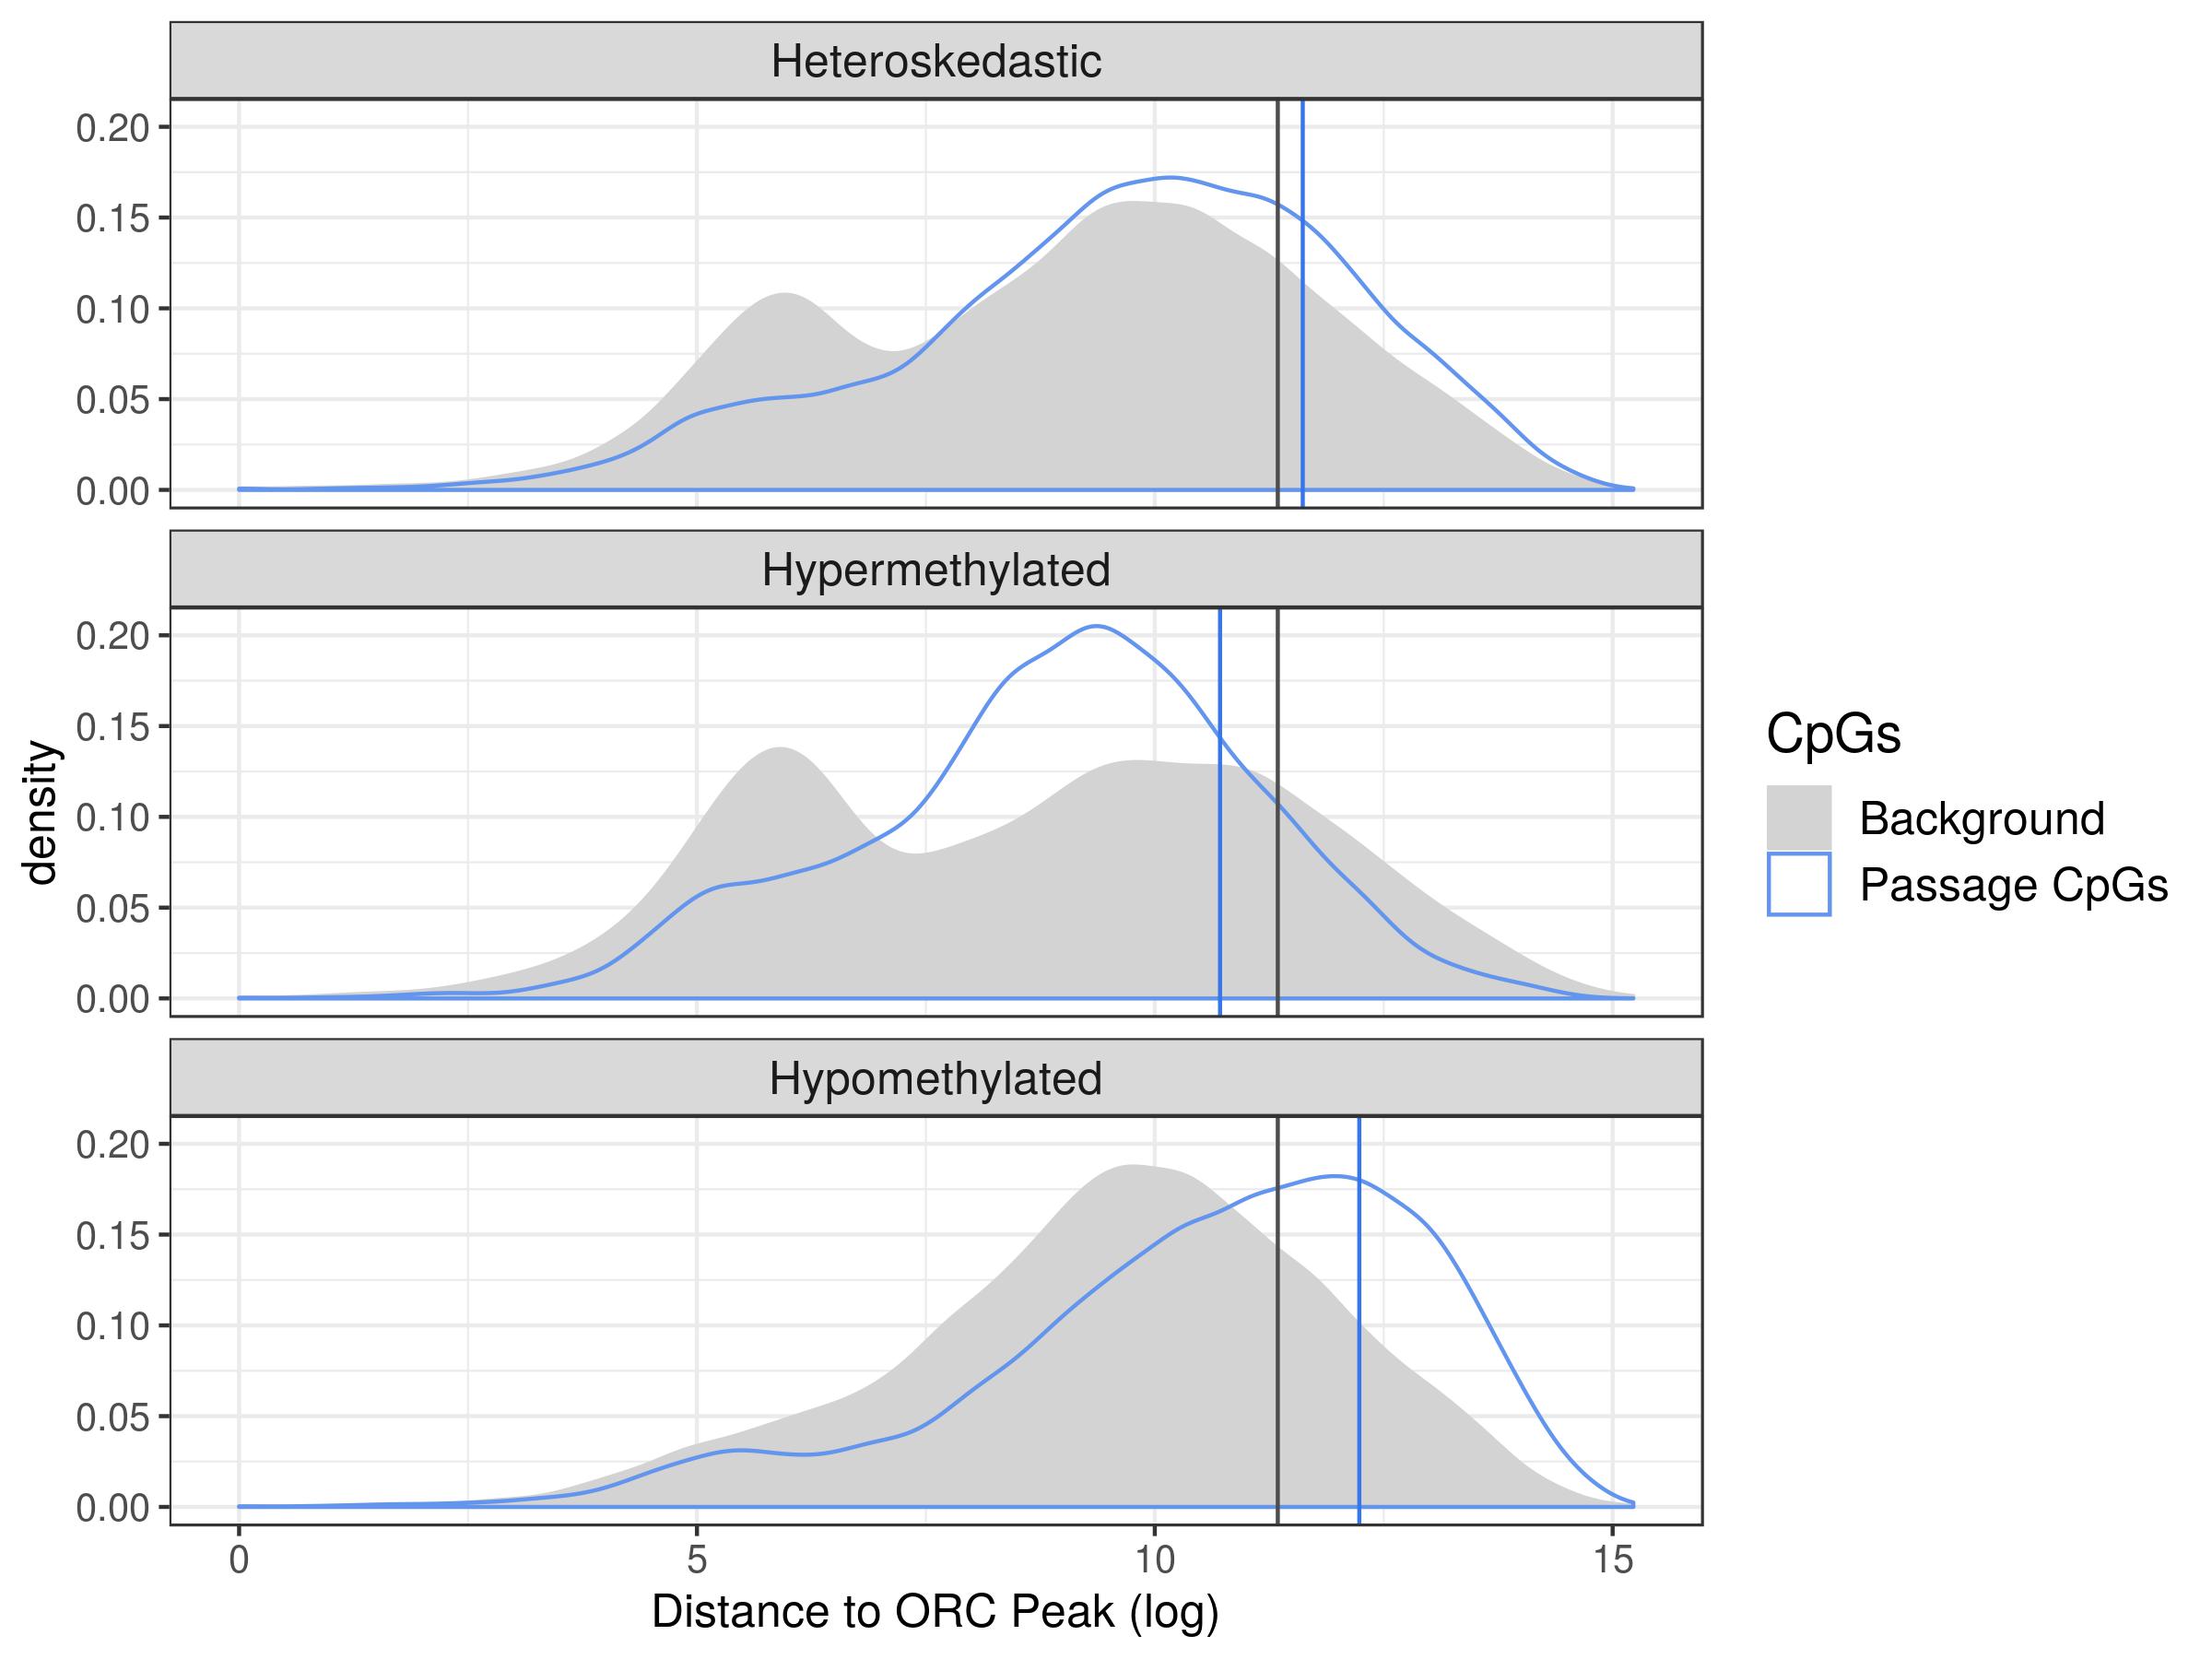 Heteroskedastic
0.20
0.15
0.10
0.05
0.00
Hypermethylated
0.20
0.15
0.10
0.05
0.00
Hypomethylated
0.20
0.15
0.10
0.05
0.00
0 5 10 15
Distance to ORC Peak (log)
density
CpGs
Background
Passage CpGs